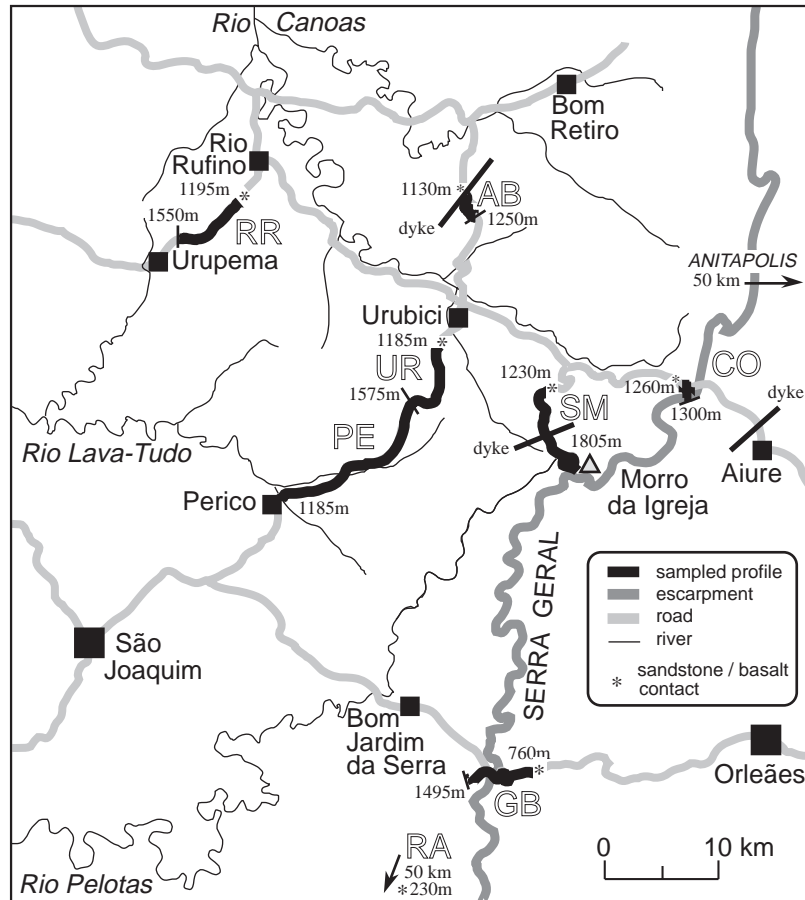 Rio Canoas
Bom
Retiro
Rio
Rufino
1195m
*
1550m
RR
Urupema
1130m *
AB
dyke
1250m
ANITAPOLIS
50 km
Urubici
1185m
*
UR
1575m
PE
1230m
*
SM
dyke
1805m
1260m*
CO
1300m
dyke
Aiure
Morro
da Igreja
Rio Lava-Tudo
Perico
1185m
SERRA GERAL
sampled profile
escarpment
road
river
* sandstone / basalt
contact
São
Joaquim
Bom
Jardim
da Serra
760m
*
1495m
GB
Orleães
RA
50 km
*230m
Rio Pelotas
0 10 km